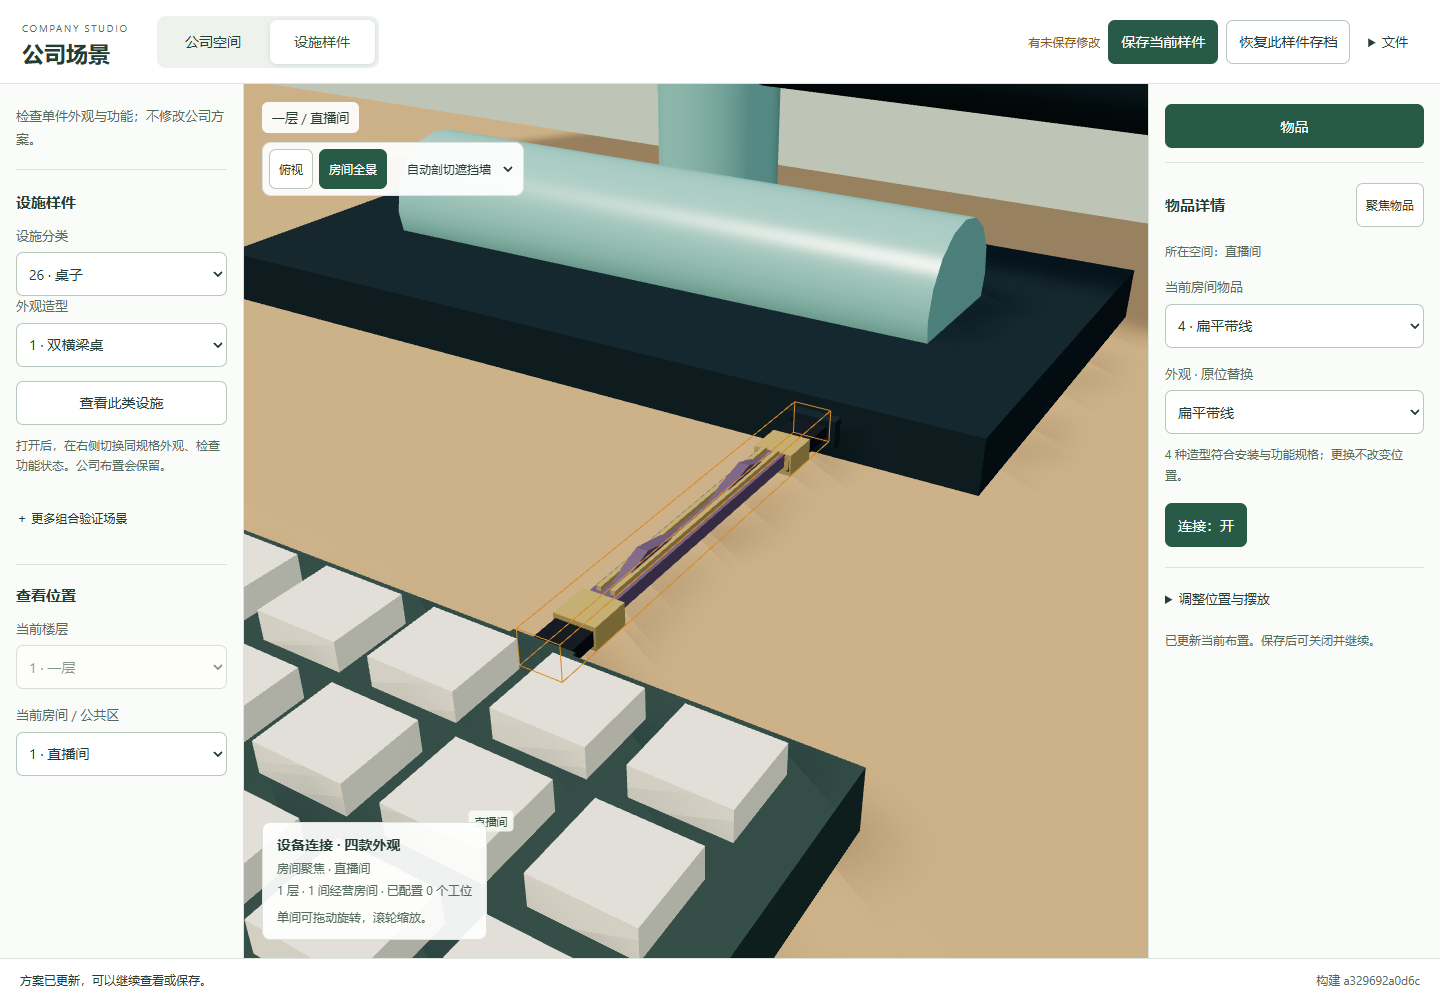 COMPANY STUDIO
公司场景
公司空间
设施样件
有未保存修改
保存当前样件
恢复此样件存档
▶ 文件
检查单件外观与功能；不修改公司方案。
设施样件
设施分类
26 · 桌子
外观造型
1 · 双横梁桌
查看此类设施
打开后，在右侧切换同规格外观、检查
功能状态。公司布置会保留。
+ 更多组合验证场景
查看位置
当前楼层
1 · 一层
当前房间 / 公共区
1 · 直播间
一层 / 直播间
俯视
房间全景
自动剖切遮挡墙
直播间
设备连接 · 四款外观
房间聚焦 · 直播间
1 层 · 1 间经营房间 · 已配置 0 个工位
单间可拖动旋转，滚轮缩放。
物品
物品详情
聚焦物品
所在空间：直播间
当前房间物品
4 · 扁平带线
外观 · 原位替换
扁平带线
4 种造型符合安装与功能规格；更换不改变位
置。
连接：开
▶ 调整位置与摆放
已更新当前布置。保存后可关闭并继续。
方案已更新，可以继续查看或保存。
构建 a329692a0d6c